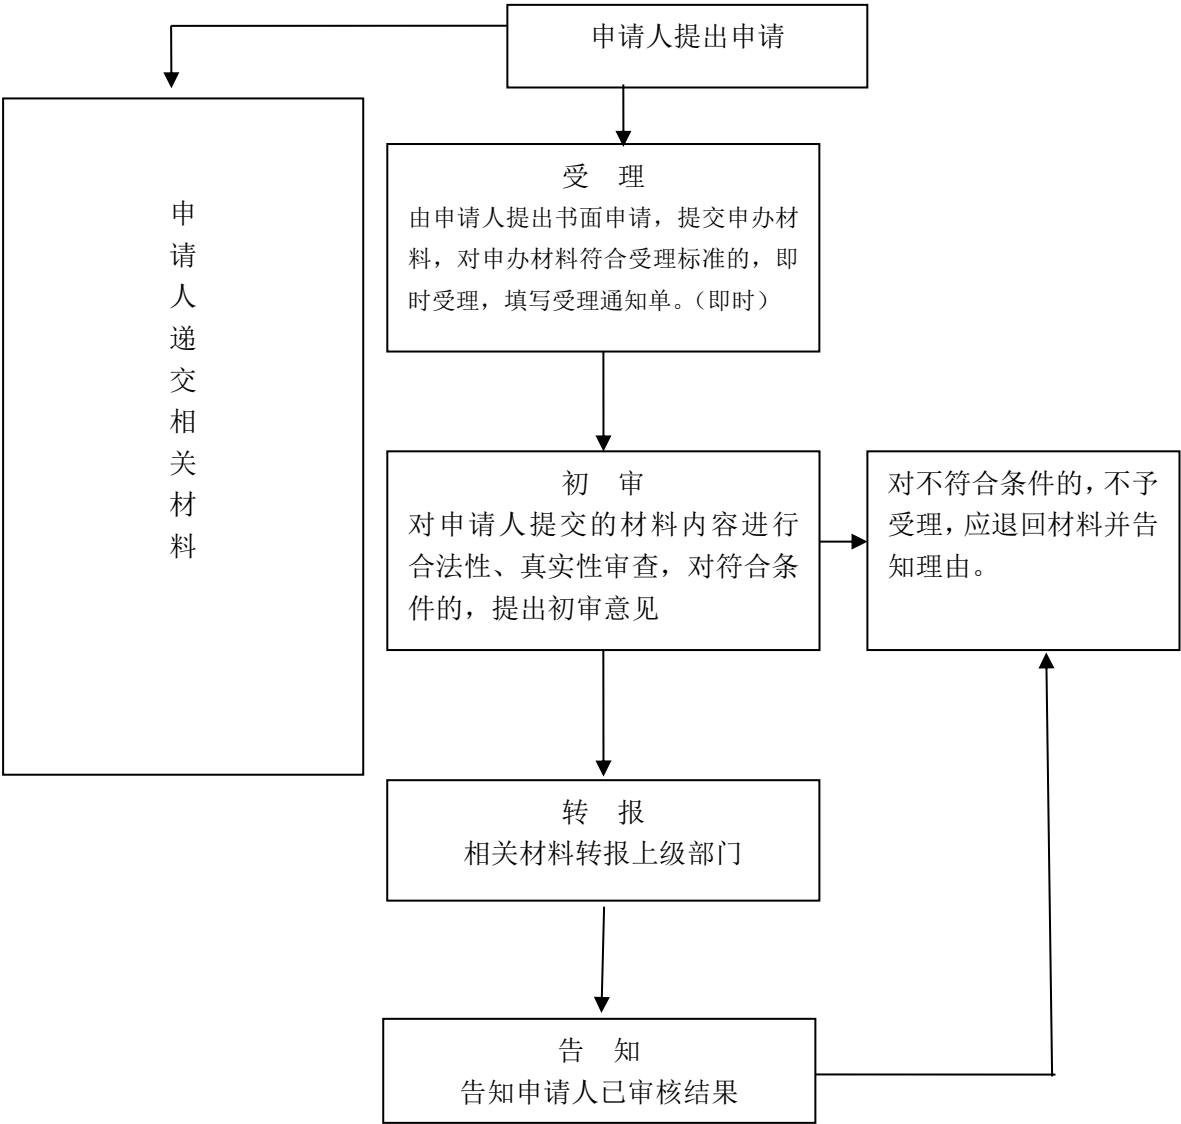 申请人提出申请
申
请
人
递
交
相
关
材
料
受 理
由申请人提出书面申请，提交申办材
料，对申办材料符合受理标准的，即
时受理，填写受理通知单。（即时）
初 审
对申请人提交的材料内容进行
合法性、真实性审查，对符合条
件的，提出初审意见
对不符合条件的，不予
受理，应退回材料并告
知理由。
转 报
相关材料转报上级部门
告 知
告知申请人已审核结果